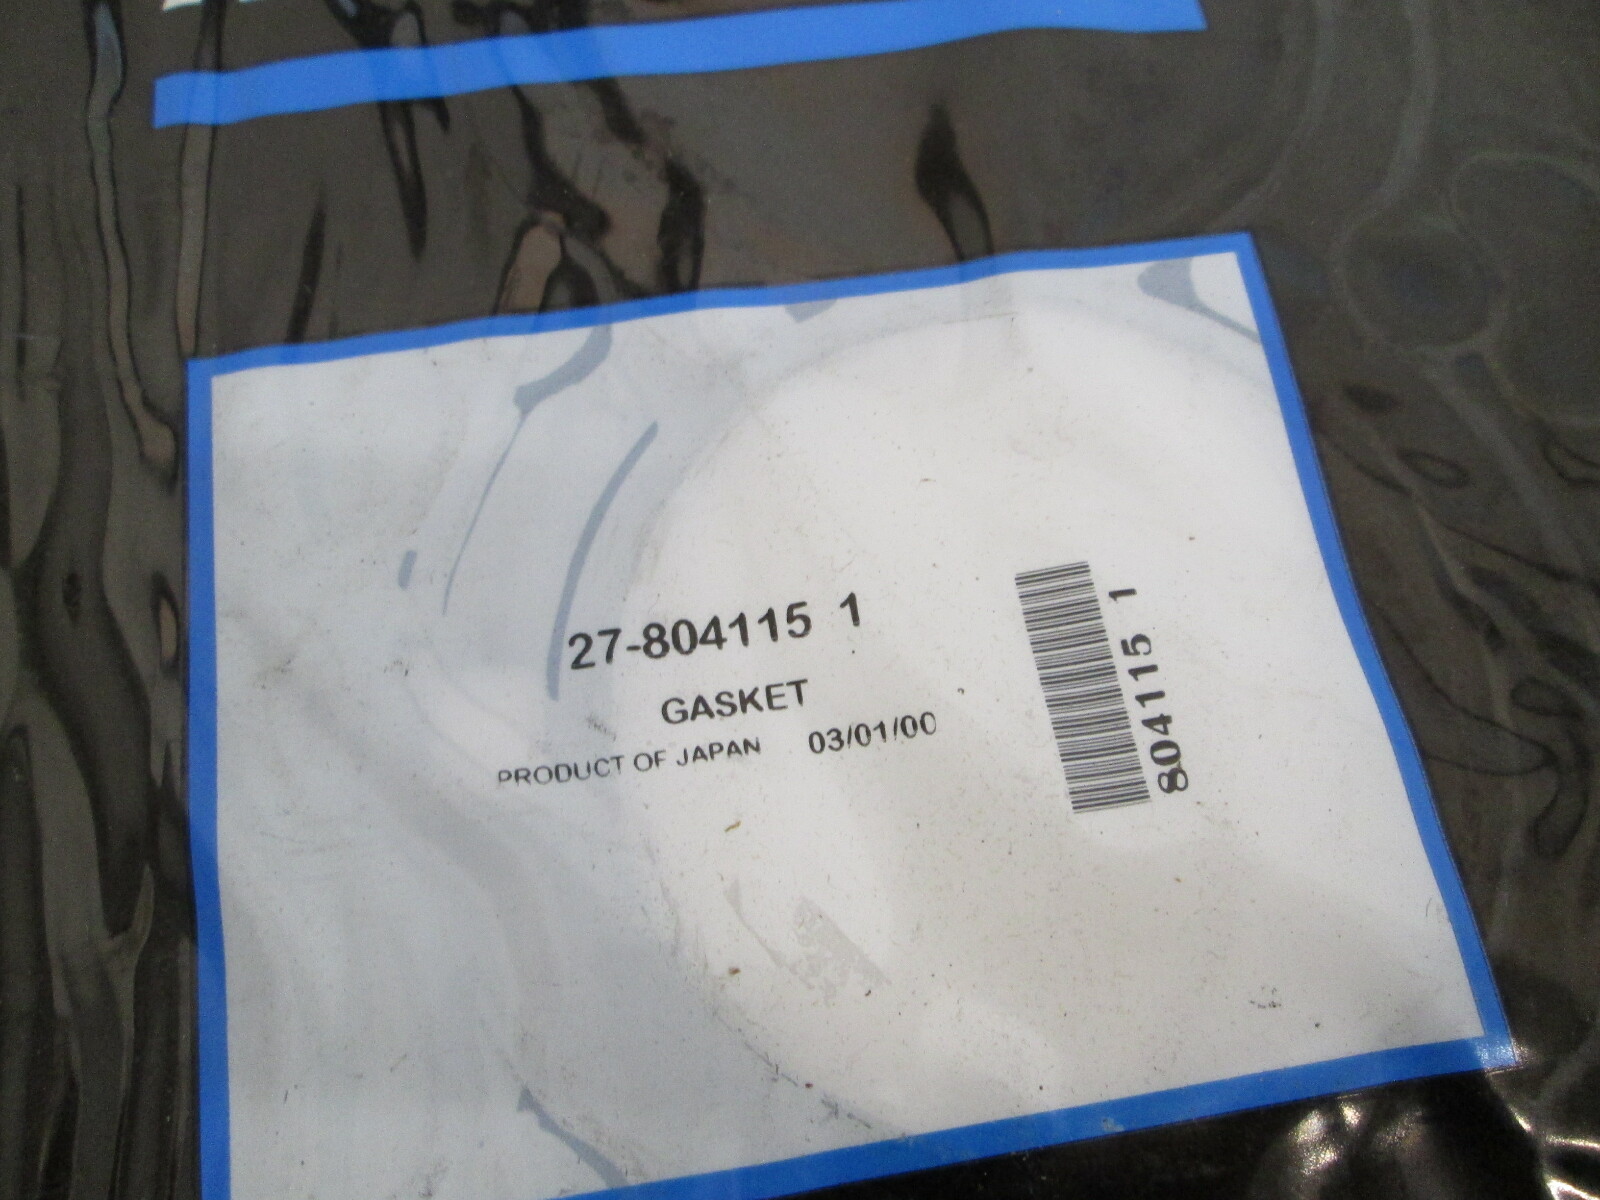 27-804115 1
GASKET
PRODUCT OF JAPAN 03/01/00
804115 1